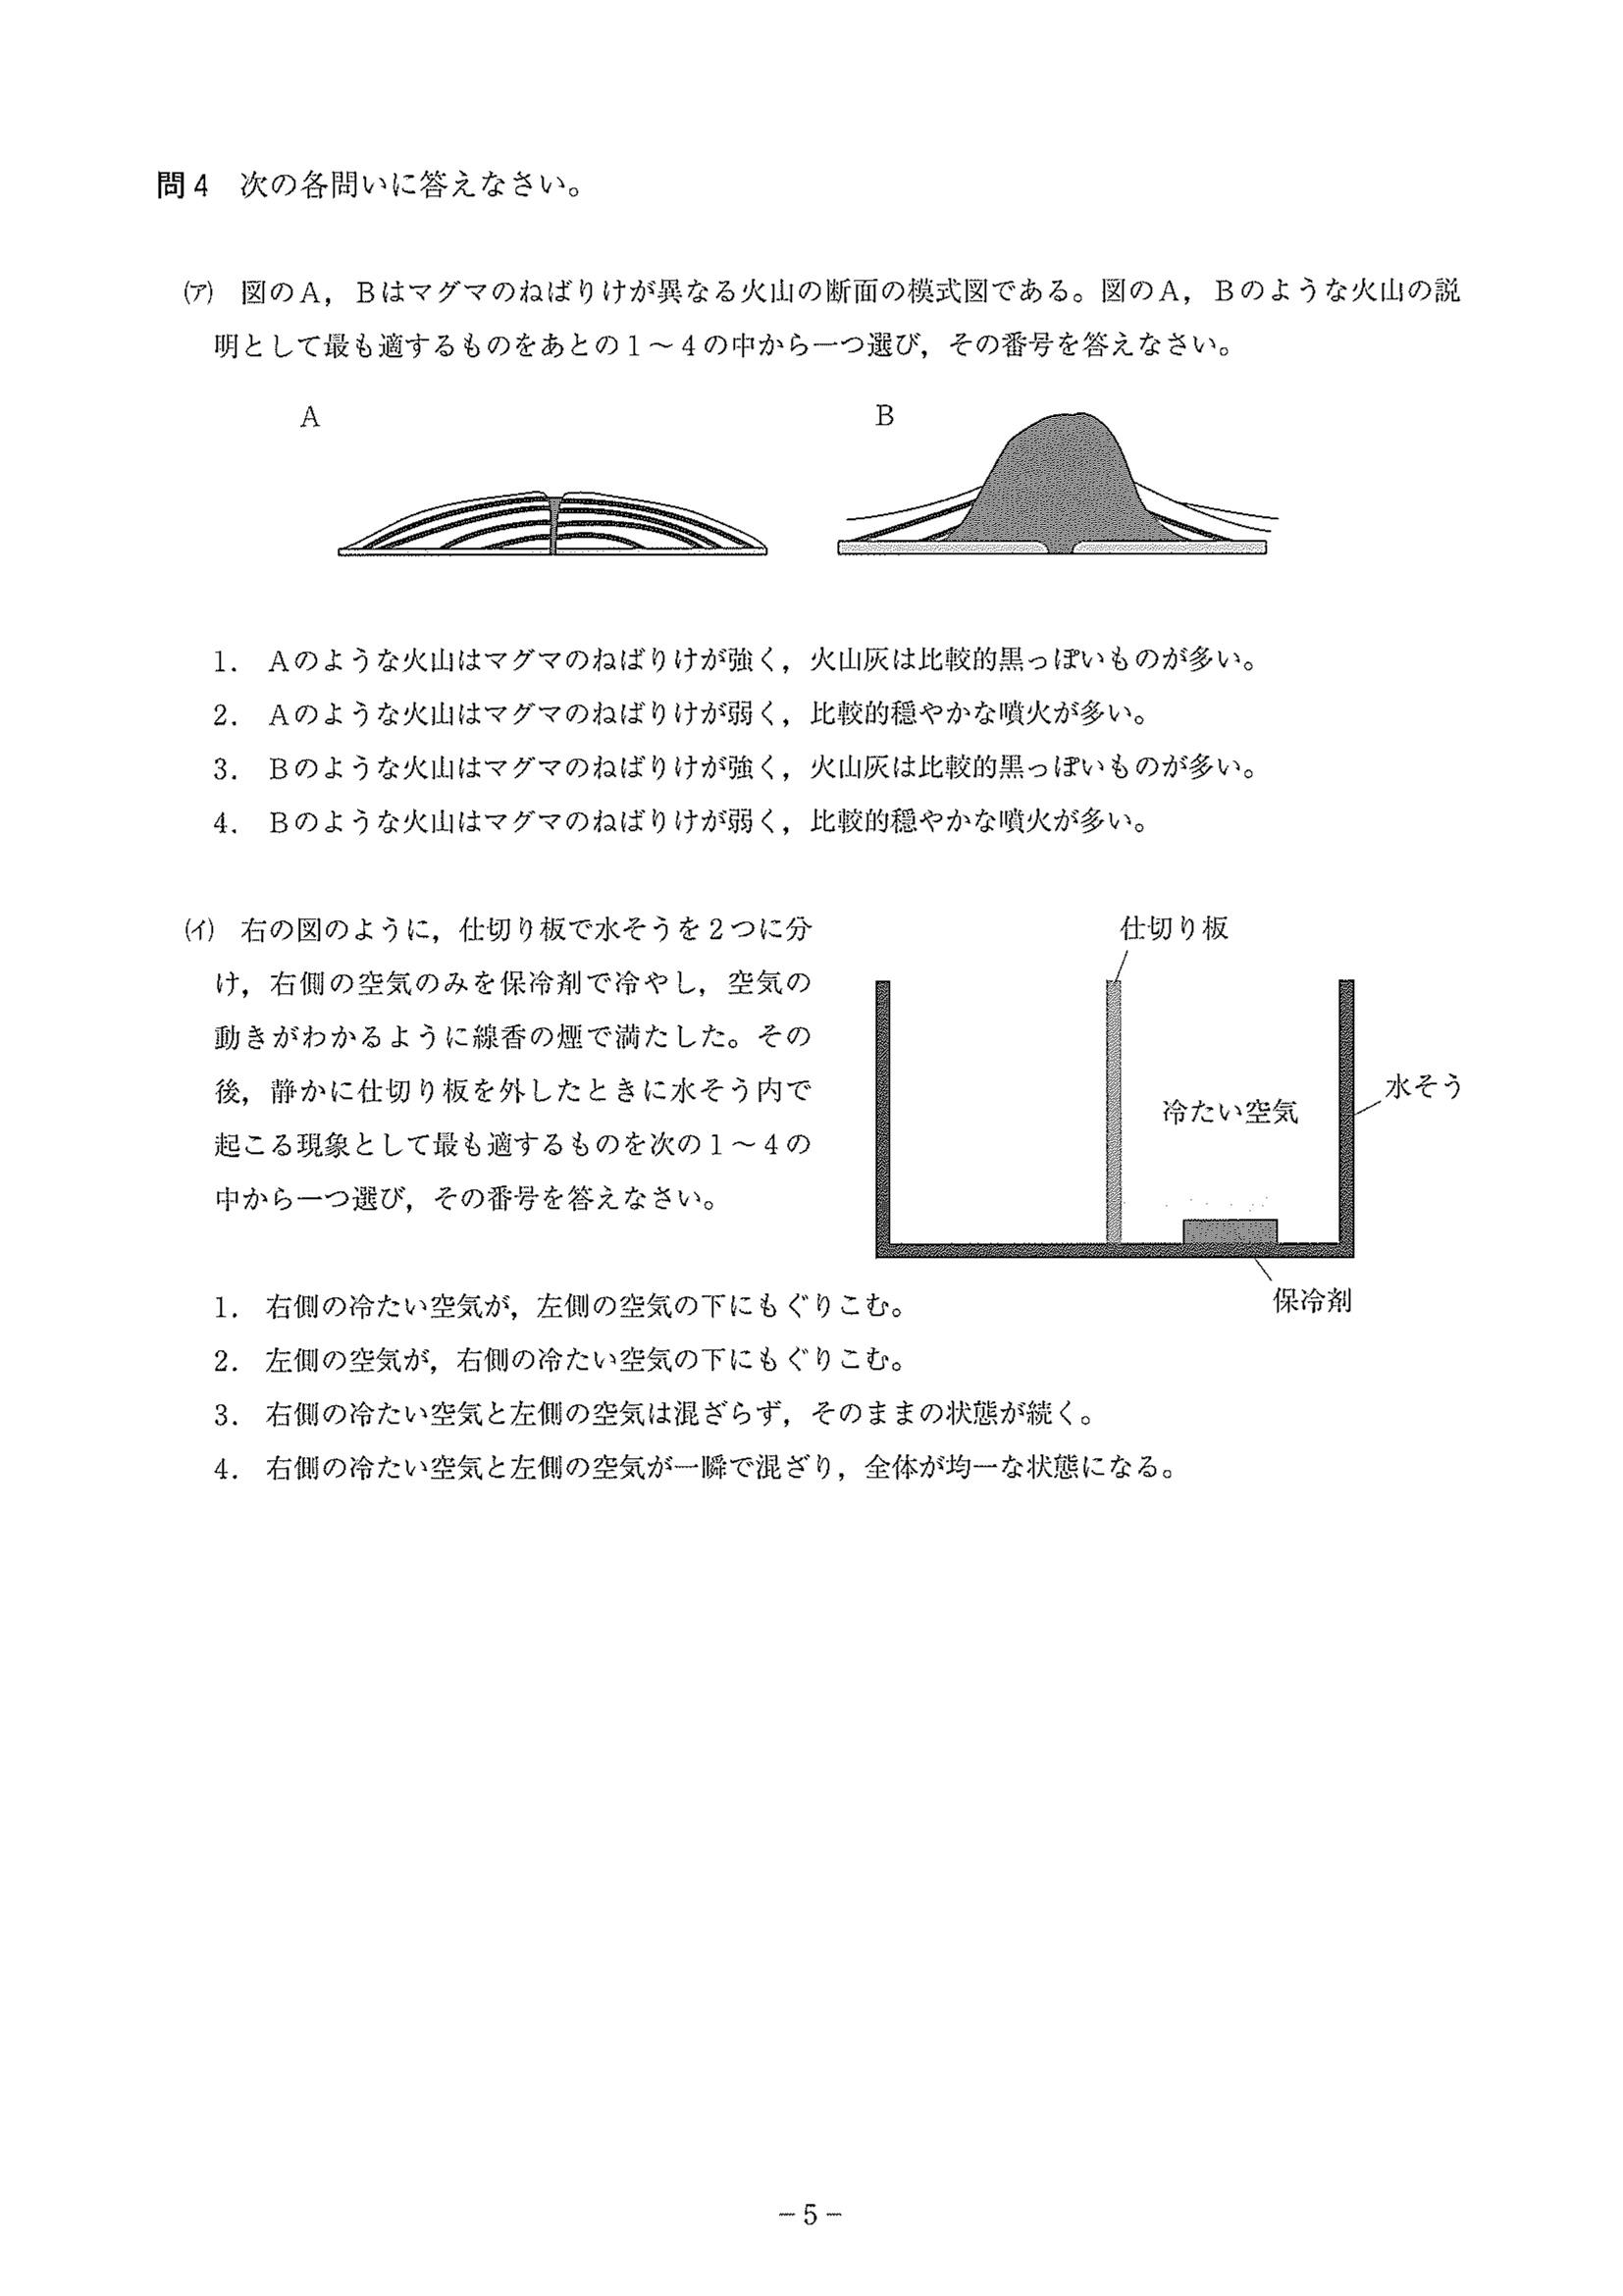 問4 次の各問いに答えなさい。
㋐ 図のA，Bはマグマのねばりけが異なる火山の断面の模式図である。図のA，Bのような火山の説
明として最も適するものをあとの1～4の中から一つ選び，その番号を答えなさい。
A
B
1. Aのような火山はマグマのねばりけが強く，火山灰は比較的黒っぽいものが多い。
2. Aのような火山はマグマのねばりけが弱く，比較的穏やかな噴火が多い。
3. Bのような火山はマグマのねばりけが強く，火山灰は比較的黒っぽいものが多い。
4. Bのような火山はマグマのねばりけが弱く，比較的穏やかな噴火が多い。
(イ) 右の図のように，仕切り板で水そうを2つに分
け，右側の空気のみを保冷剤で冷やし，空気の
動きがわかるように線香の煙で満たした。その
後，静かに仕切り板を外したときに水そう内で
起こる現象として最も適するものを次の1～4の
中から一つ選び，その番号を答えなさい。
仕切り板
冷たい空気
水そう
保冷剤
1. 右側の冷たい空気が，左側の空気の下にもぐりこむ。
2. 左側の空気が，右側の冷たい空気の下にもぐりこむ。
3. 右側の冷たい空気と左側の空気は混ざらず，そのままの状態が続く。
4. 右側の冷たい空気と左側の空気が一瞬で混ざり，全体が均一な状態になる。
－5－